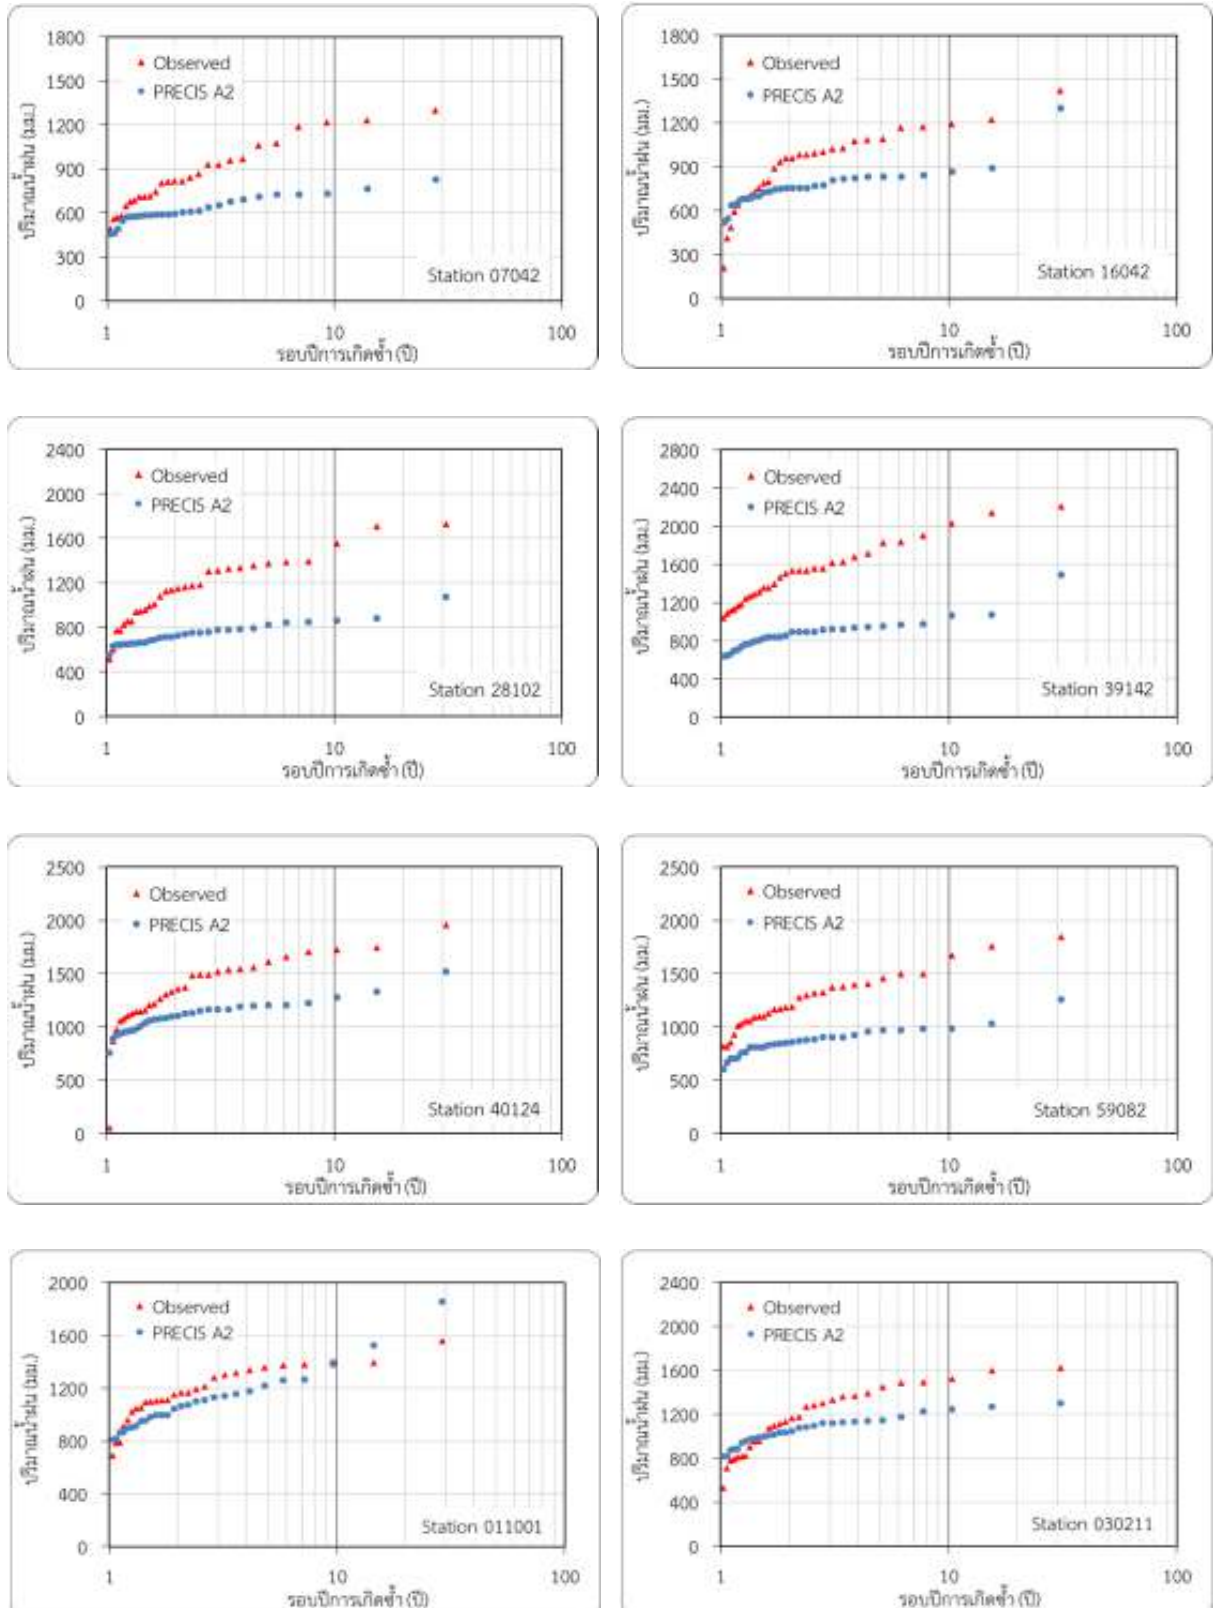 1800
1500
1200
900
600
300
0
ปริมาณน้ำฝน (มม.)
Observed
PRECIS A2
Station 07042
1 10 100
รอบปีการเกิดซ้ำ (ปี)
1800
1500
1200
900
600
300
0
ปริมาณน้ำฝน (มม.)
Observed
PRECIS A2
Station 16042
1 10 100
รอบปีการเกิดซ้ำ (ปี)
2400
2000
1600
1200
800
400
0
ปริมาณน้ำฝน (มม.)
Observed
PRECIS A2
Station 28102
1 10 100
รอบปีการเกิดซ้ำ (ปี)
2800
2400
2000
1600
1200
800
400
0
ปริมาณน้ำฝน (มม.)
Observed
PRECIS A2
Station 39142
1 10 100
รอบปีการเกิดซ้ำ (ปี)
2500
2000
1500
1000
500
0
ปริมาณน้ำฝน (มม.)
Observed
PRECIS A2
Station 40124
1 10 100
รอบปีการเกิดซ้ำ (ปี)
2500
2000
1500
1000
500
0
ปริมาณน้ำฝน (มม.)
Observed
PRECIS A2
Station 59082
1 10 100
รอบปีการเกิดซ้ำ (ปี)
2000
1600
1200
800
400
0
ปริมาณน้ำฝน (มม.)
Observed
PRECIS A2
Station 011001
1 10 100
รอบปีการเกิดซ้ำ (ปี)
2400
2000
1600
1200
800
400
0
ปริมาณน้ำฝน (มม.)
Observed
PRECIS A2
Station 030211
1 10 100
รอบปีการเกิดซ้ำ (ปี)